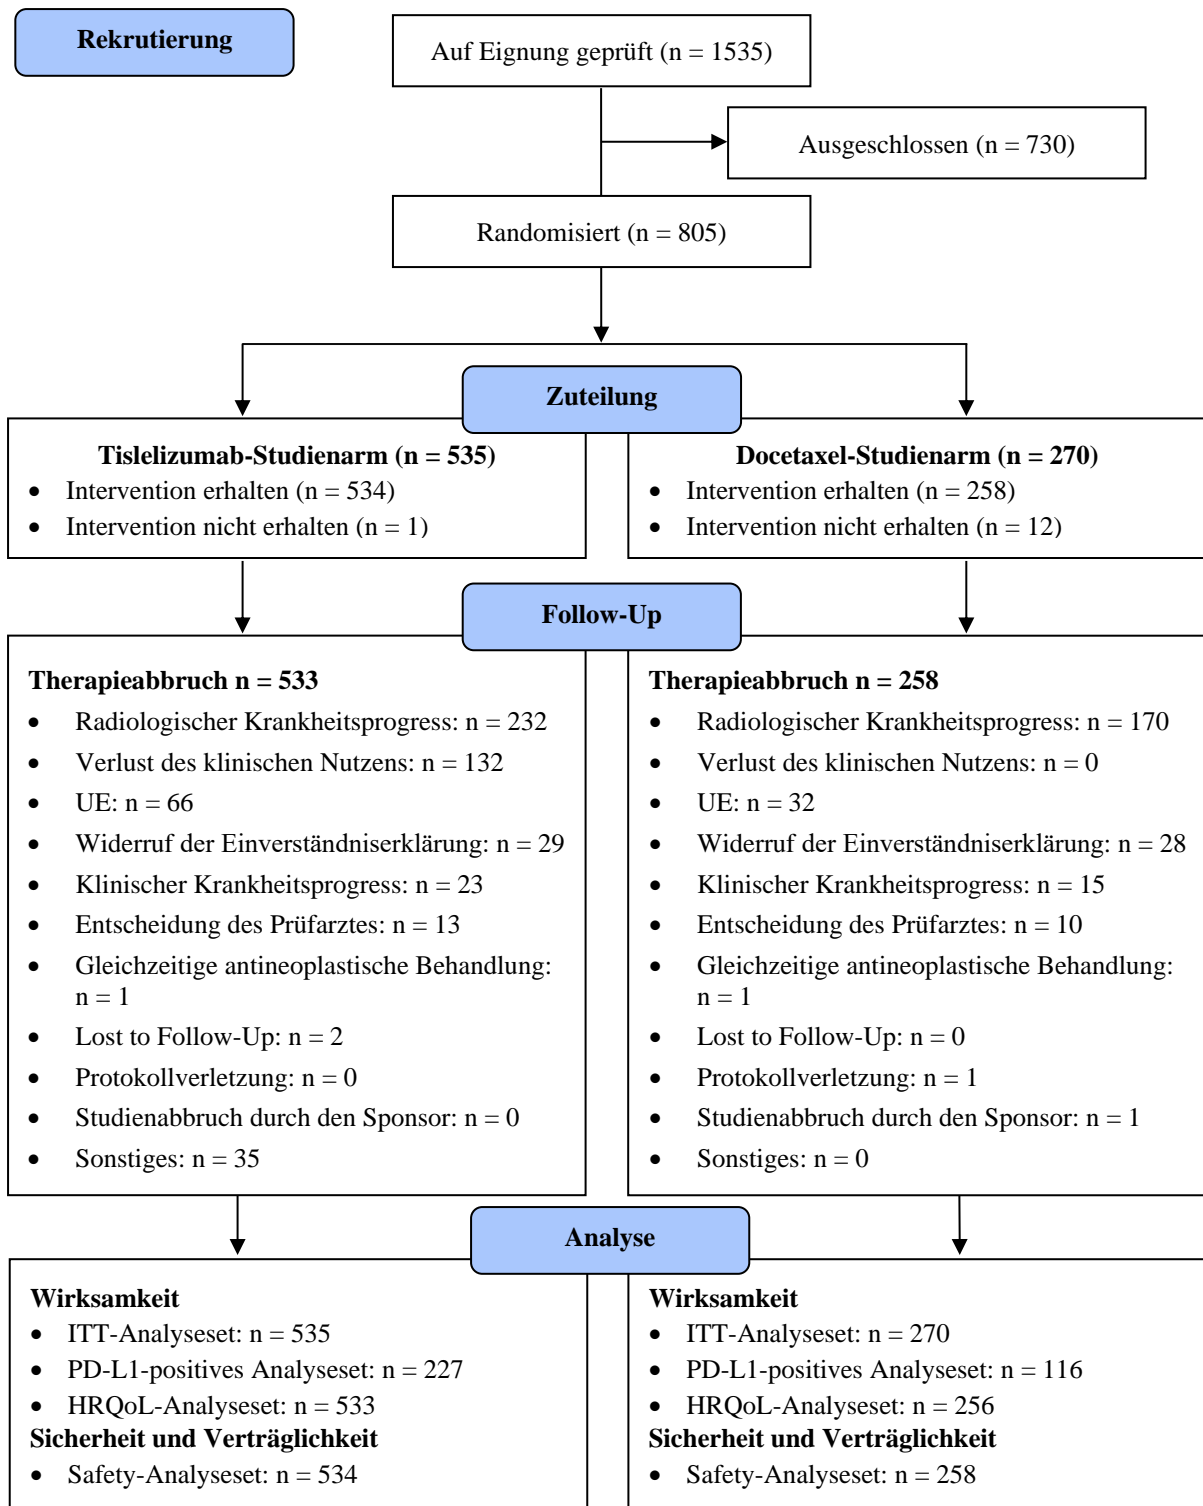 Rekrutierung
Auf Eignung geprüft (n = 1535)
Ausgeschlossen (n = 730)
Randomisiert (n = 805)
Zuteilung
Tislelizumab-Studienarm (n = 535)
• Intervention erhalten (n = 534)
• Intervention nicht erhalten (n = 1)
Docetaxel-Studienarm (n = 270)
• Intervention erhalten (n = 258)
• Intervention nicht erhalten (n = 12)
Follow-Up
Therapieabbruch n = 533
• Radiologischer Krankheitsprogress: n = 232
• Verlust des klinischen Nutzens: n = 132
• UE: n = 66
• Widerruf der Einverständniserklärung: n = 29
• Klinischer Krankheitsprogress: n = 23
• Entscheidung des Prüfarztes: n = 13
• Gleichzeitige antineoplastische Behandlung:
n = 1
• Lost to Follow-Up: n = 2
• Protokollverletzung: n = 0
• Studienabbruch durch den Sponsor: n = 0
• Sonstiges: n = 35
Therapieabbruch n = 258
• Radiologischer Krankheitsprogress: n = 170
• Verlust des klinischen Nutzens: n = 0
• UE: n = 32
• Widerruf der Einverständniserklärung: n = 28
• Klinischer Krankheitsprogress: n = 15
• Entscheidung des Prüfarztes: n = 10
• Gleichzeitige antineoplastische Behandlung:
n = 1
• Lost to Follow-Up: n = 0
• Protokollverletzung: n = 1
• Studienabbruch durch den Sponsor: n = 1
• Sonstiges: n = 0
Analyse
Wirksamkeit
• ITT-Analyseset: n = 535
• PD-L1-positives Analyseset: n = 227
• HRQoL-Analyseset: n = 533
Sicherheit und Verträglichkeit
• Safety-Analyseset: n = 534
Wirksamkeit
• ITT-Analyseset: n = 270
• PD-L1-positives Analyseset: n = 116
• HRQoL-Analyseset: n = 256
Sicherheit und Verträglichkeit
• Safety-Analyseset: n = 258